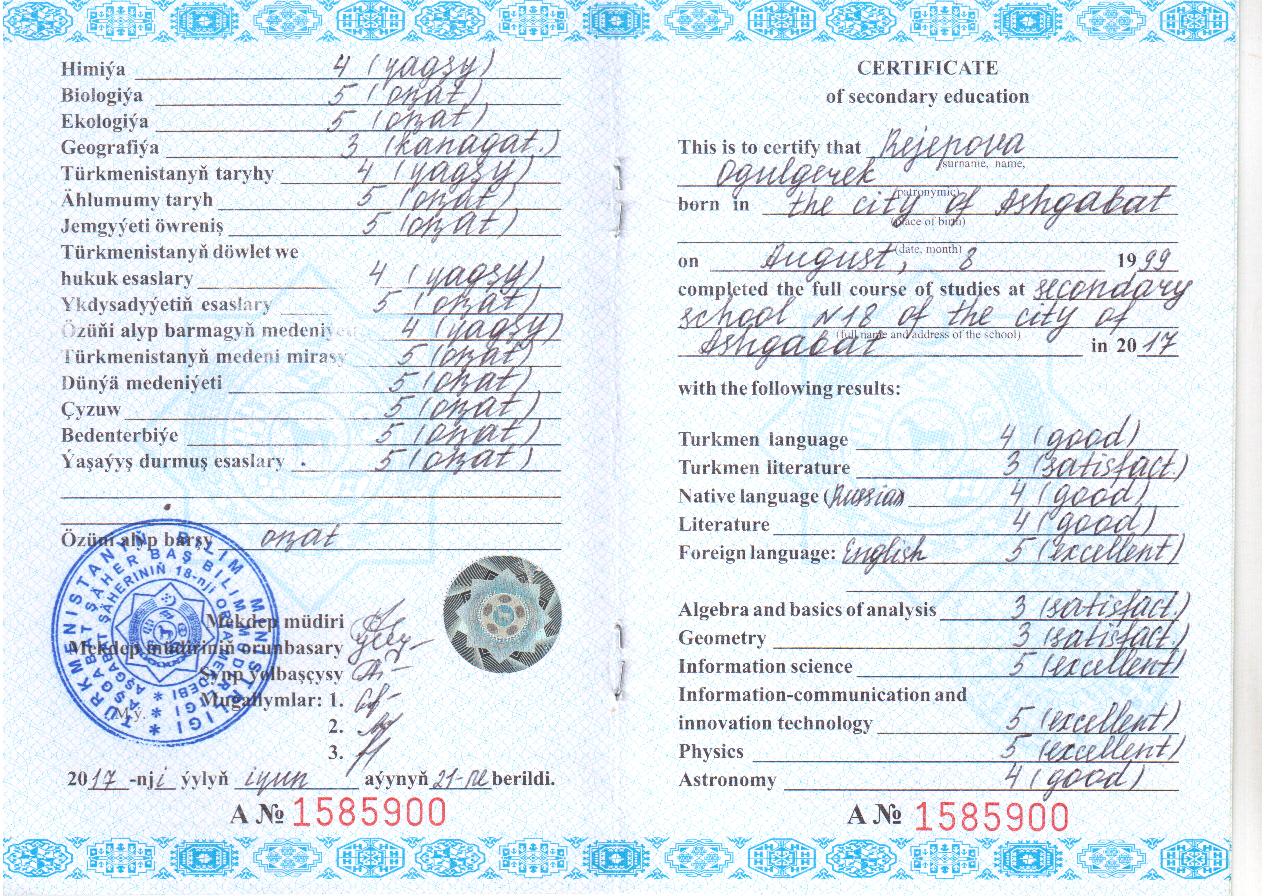 Himiýa 4 (ýagşy)
Biologiýa 5 (oňat)
Ekologiýa 5 (oňat)
Geografiýa 3 (kanagat.)
Türkmenistanyň taryhy 4 (ýagşy)
Ählumumy taryh 5 (oňat)
Jemgyýeti öwreniş 5 (oňat)
Türkmenistanyň döwlet we
hukuk esaslary 4 (ýagşy)
Ykdysadyýetiň esaslary 5 (oňat)
Özüňi alyp barmagyň medeniýeti 4 (ýagşy)
Türkmenistanyň medeni mirasy 5 (oňat)
Dünýä medeniýeti 5 (oňat)
Çyzuw 5 (oňat)
Bedenterbiýe 5 (oňat)
Ýaşaýyş durmuş esaslary 5 (oňat)
Özüni alyp barşy oňat
TÜRKMENISTANYŇ BILIM MINISTRLIGI
AŞGABAT ŞÄHER BAŞ BILIM MÜDIRLIGI
AŞGABAT ŞÄHERINIŇ 18-nji ORTA MEKDEBI
Mekdep müdiri
Mekdep müdiriniň orunbasary
Synp ýolbaşçysy
Mugallymlar: 1.
M.ý.
2.
3.
2017-nji ýylyň iýun aýynyň 21-ne berildi.
A № 1585900
CERTIFICATE
of secondary education
This is to certify that Rejepova
(surname, name,
Ogulgerek
(patronymic)
born in the city of Ashgabat
(place of birth)
(date, month)
on August, 8 1999
completed the full course of studies at secondary
school №18 of the city of
(full name and address of the school)
Ashgabat in 2017
with the following results:
Turkmen language 4 (good)
Turkmen literature 3 (satisfact.)
Native language (Russian 4 (good)
Literature 4 (good)
Foreign language: English 5 (excellent)
Algebra and basics of analysis 3 (satisfact.)
Geometry 3 (satisfact.)
Information science 5 (excellent)
Information-communication and
innovation technology 5 (excellent)
Physics 5 (excellent)
Astronomy 4 (good)
A № 1585900